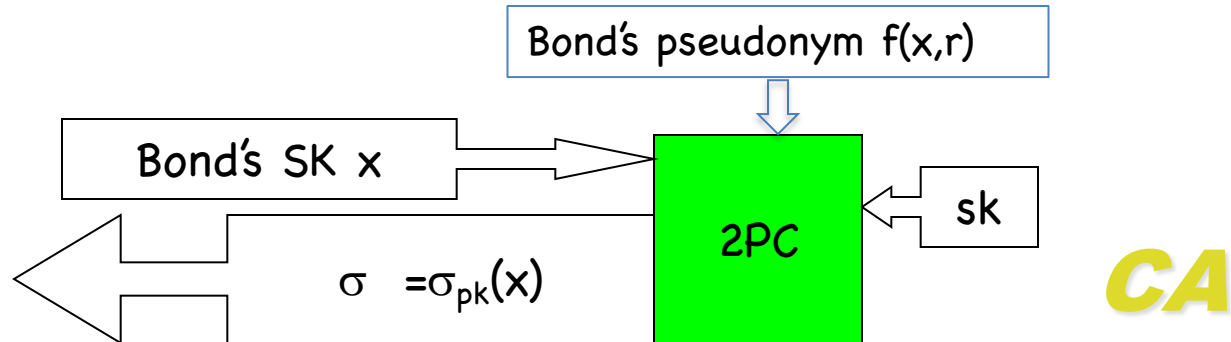 Bond's pseudonym f(x,r)
Bond's SK x
sk
2PC
σ =σpk(x)
CA